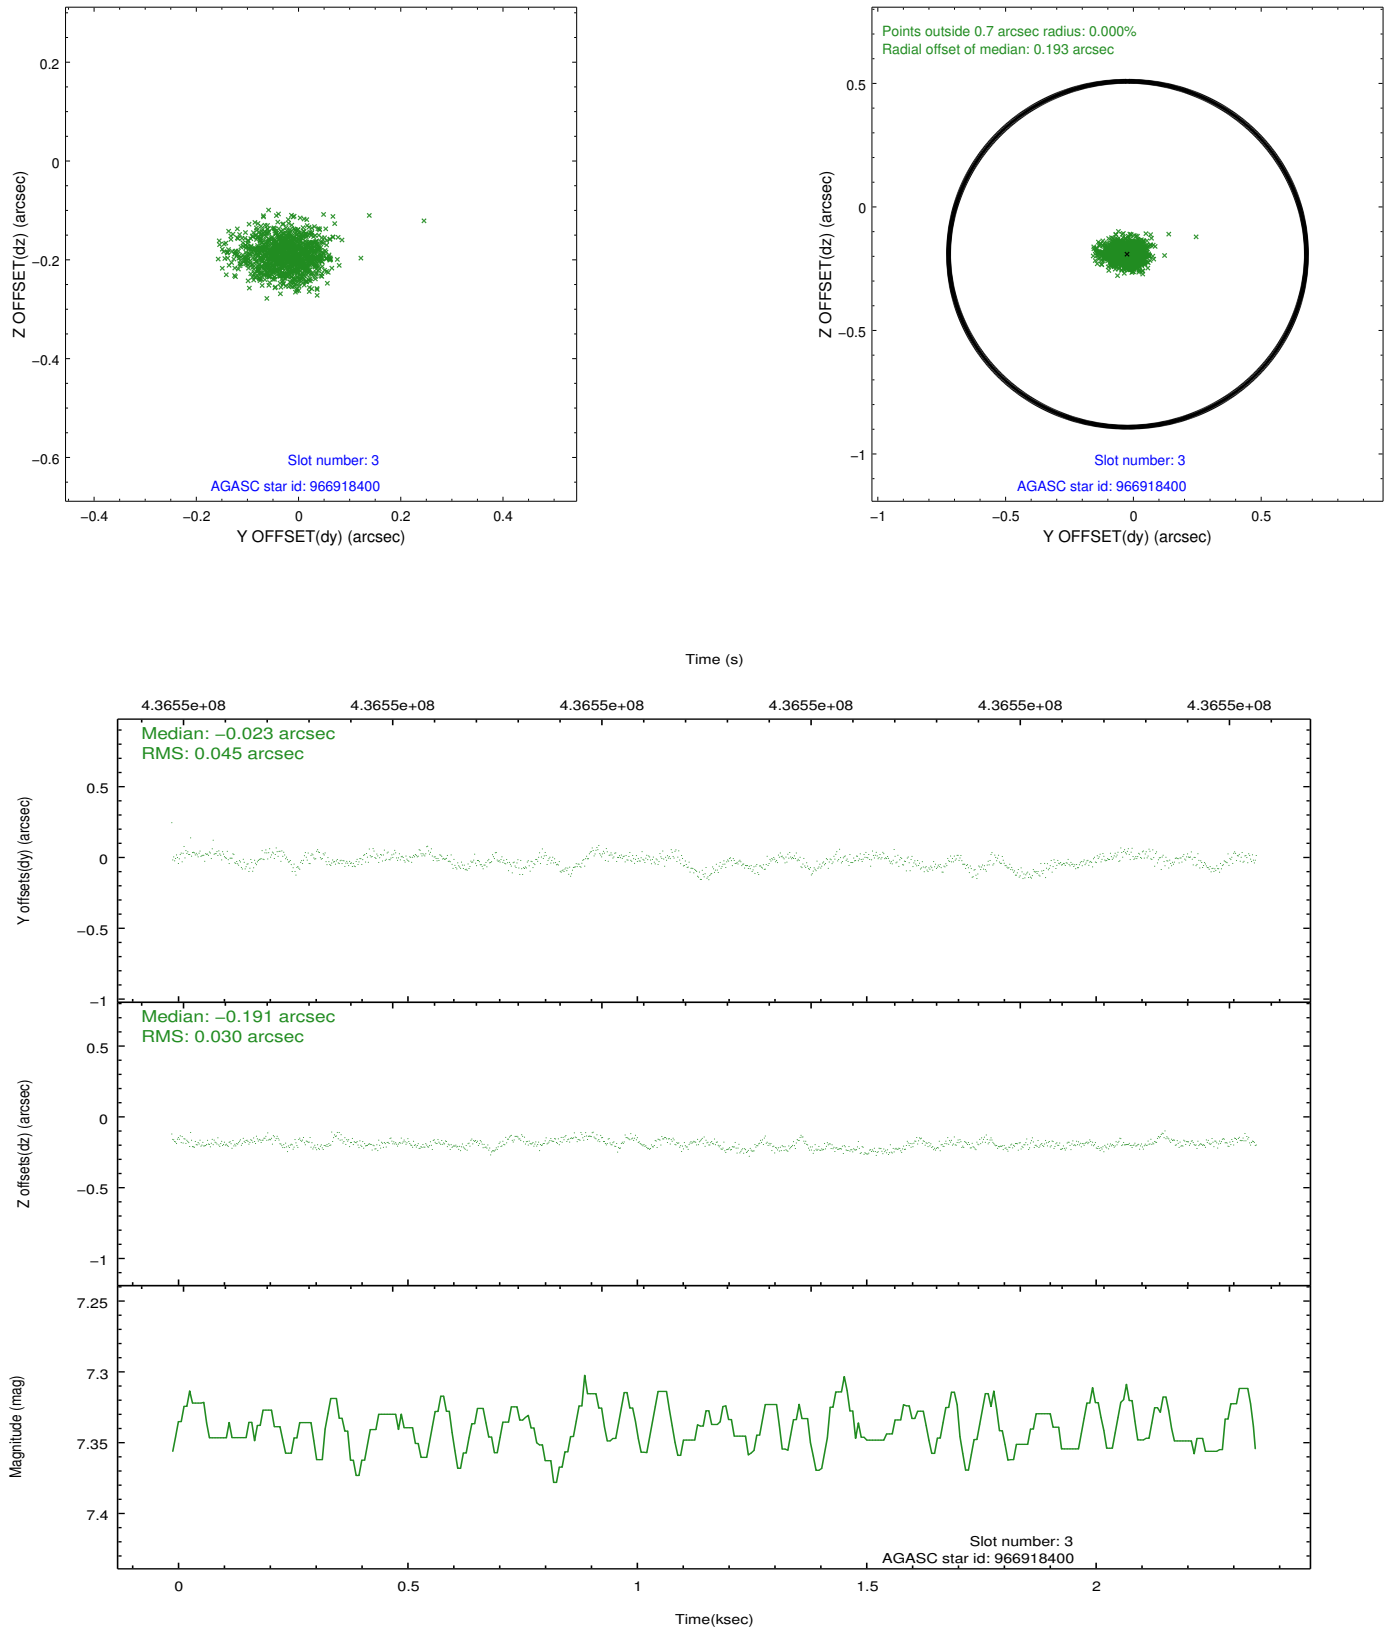 0.2
0
−0.2
−0.4
−0.6
Z OFFSET(dz) (arcsec)
Slot number: 3
AGASC star id: 966918400
−0.4
−0.2
0
0.2
0.4
Y OFFSET(dy) (arcsec)
Points outside 0.7 arcsec radius: 0.000%
Radial offset of median: 0.193 arcsec
0.5
0
−0.5
−1
Z OFFSET(dz) (arcsec)
Slot number: 3
AGASC star id: 966918400
−1
−0.5
0
0.5
Y OFFSET(dy) (arcsec)
Time (s)
4.3655e+08 4.3655e+08 4.3655e+08 4.3655e+08 4.3655e+08 4.3655e+08
Median: −0.023 arcsec
RMS: 0.045 arcsec
0.5
0
−0.5
−1
Y offsets(dy) (arcsec)
Median: −0.191 arcsec
RMS: 0.030 arcsec
0.5
0
−0.5
−1
Z offsets(dz) (arcsec)
7.25
7.3
7.35
7.4
Magnitude (mag)
Slot number: 3
AGASC star id: 966918400
0 0.5 1 1.5 2
Time(ksec)